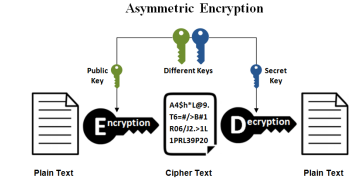 Asymmetric Encryption
Public
Key
Different Keys
Secret
Key
Encryption
A4$h*L@9.
T6=#/>B#1
R06/J2.>1L
1PRL39P20
Decryption
Plain Text
Cipher Text
Plain Text